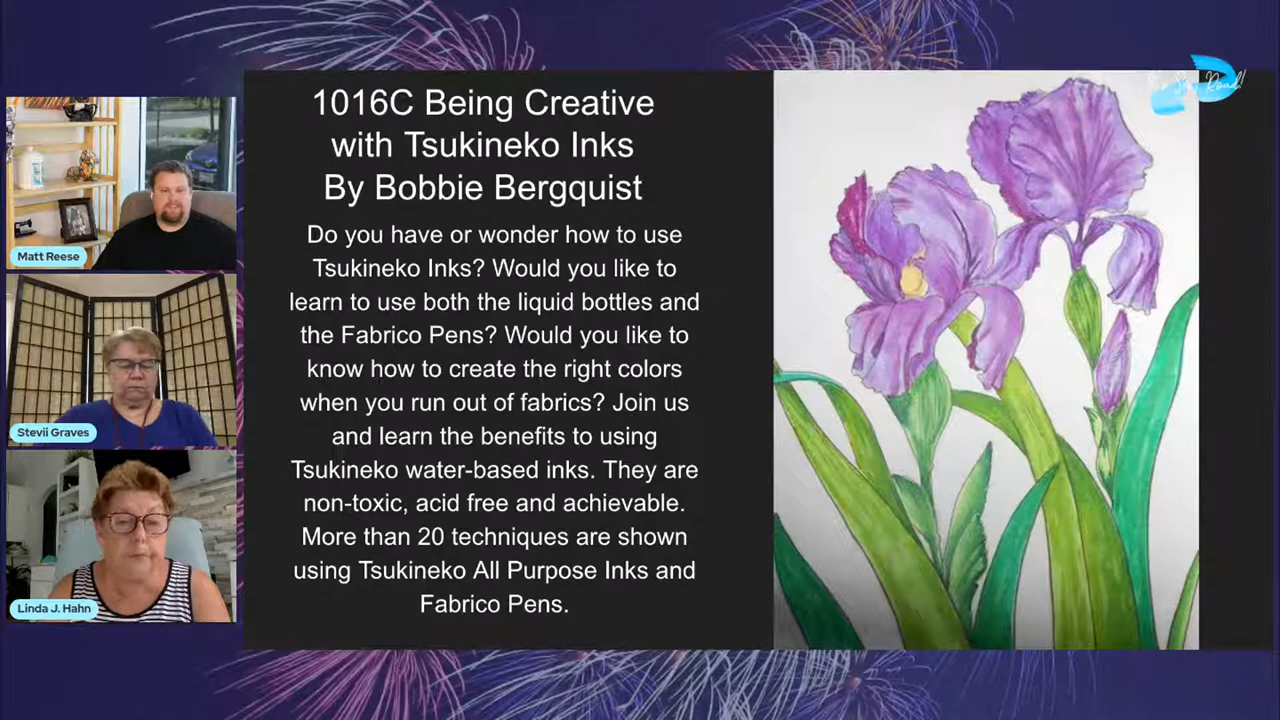 1016C Being Creative
with Tsukineko Inks
By Bobbie Bergquist
Do you have or wonder how to use
Tsukineko Inks? Would you like to
learn to use both the liquid bottles and
the Fabrico Pens? Would you like to
know how to create the right colors
when you run out of fabrics? Join us
and learn the benefits to using
Tsukineko water-based inks. They are
non-toxic, acid free and achievable.
More than 20 techniques are shown
using Tsukineko All Purpose Inks and
Fabrico Pens.
Matt Reese
Stevii Graves
Linda J. Hahn
Road!